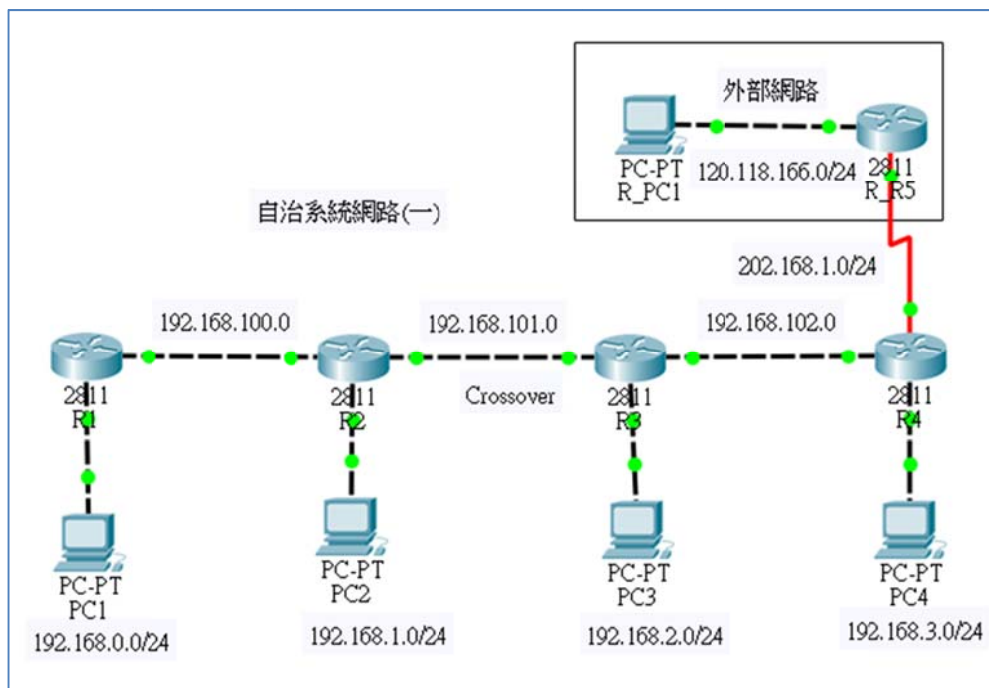 外部網路
PC-PT
R_PC1
120.118.166.0/24
2811
R_R5
自治系統網路(一)
202.168.1.0/24
192.168.100.0
192.168.101.0
192.168.102.0
2811
R1
2811
R2
Crossover
2811
R3
2811
R4
PC-PT
PC1
PC-PT
PC2
PC-PT
PC3
PC-PT
PC4
192.168.0.0/24
192.168.1.0/24
192.168.2.0/24
192.168.3.0/24